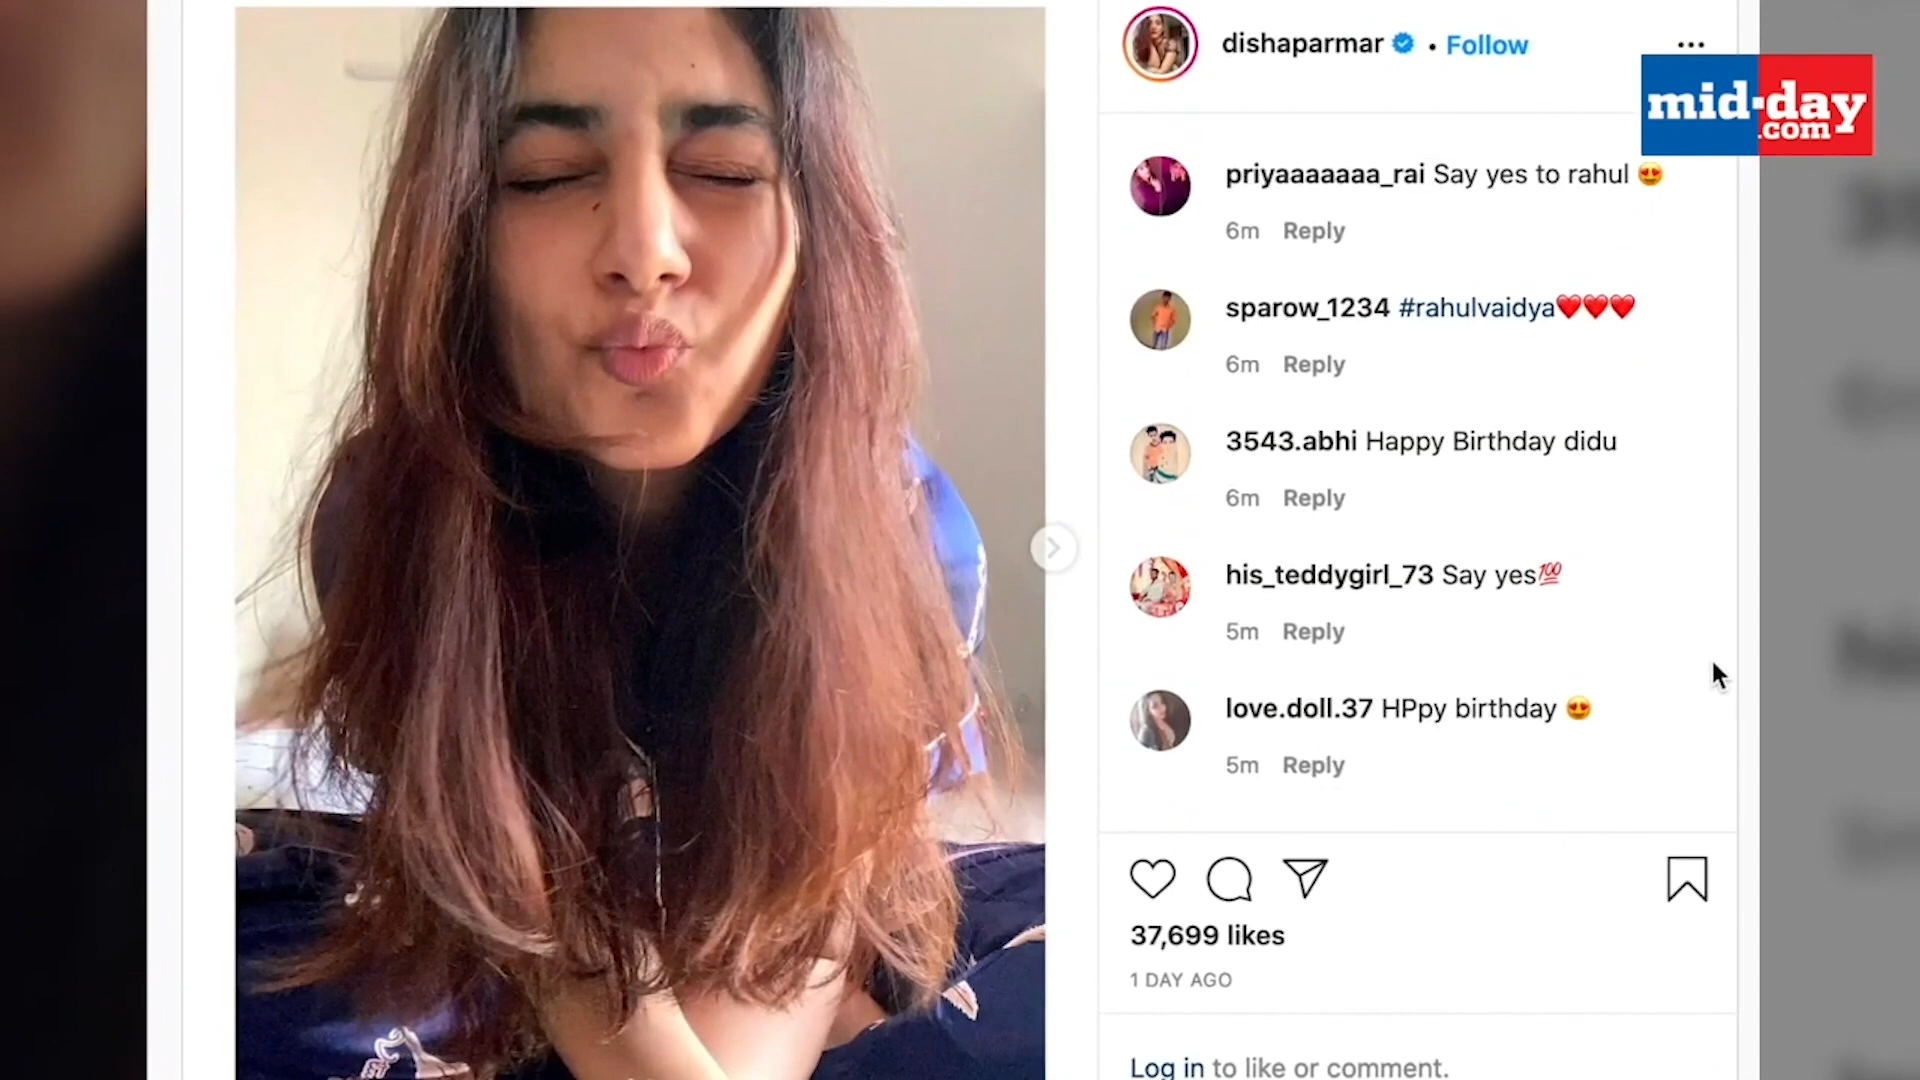 dishaparmar • Follow
mid-day
.com
priyaaaaaaa_rai Say yes to rahul 😍
6m Reply
sparow_1234 #rahulvaidya❤️❤️❤️
6m Reply
3543.abhi Happy Birthday didu
6m Reply
his_teddygirl_73 Say yes💯
5m Reply
love.doll.37 HPpy birthday 😍
5m Reply
37,699 likes
1 DAY AGO
Log in to like or comment.